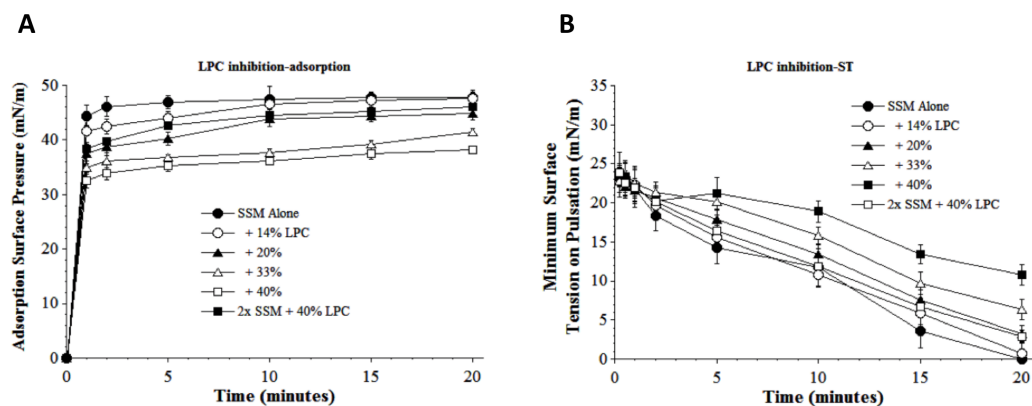 A
LPC inhibition-adsorption
Adsorption Surface Pressure (mN/m)
50
40
30
20
10
0
SSM Alone
+ 14% LPC
+ 20%
+ 33%
+ 40%
2x SSM + 40% LPC
0 5 10 15 20
Time (minutes)
B
LPC inhibition-ST
Minimum Surface
Tension on Pulsation (mN/m)
35
30
25
20
15
10
5
0
SSM Alone
+ 14% LPC
+ 20%
+ 33%
+ 40%
2x SSM + 40% LPC
0 5 10 15 20
Time (minutes)